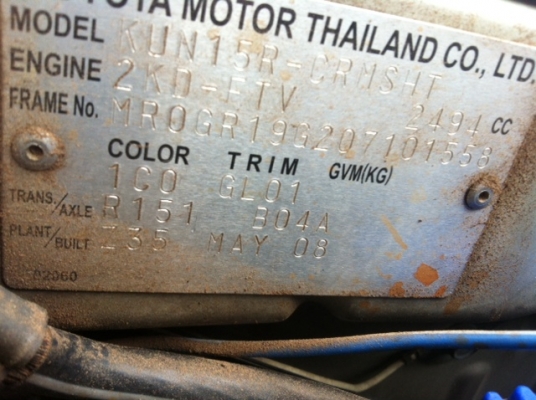 TOYOTA MOTOR THAILAND CO., LTD.
MODEL KUN15R-CRMSHT
ENGINE 2KD-FTV 2494 CC
FRAME No. MR0GR19G207101558
COLOR TRIM GVM(KG)
1C0 GL01
TRANS./AXLE R151 B04A
PLANT/BUILT Z35 MAY 08
82060